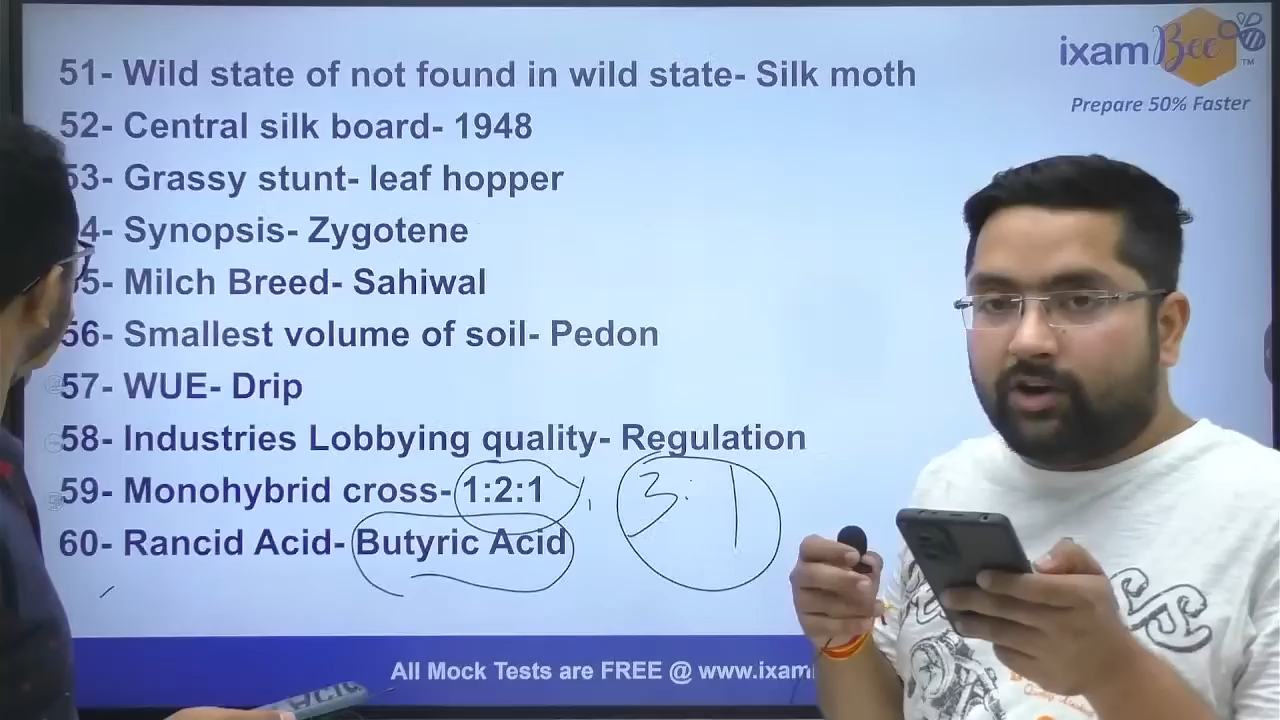 ixamBee™
Prepare 50% Faster
51- Wild state of not found in wild state- Silk moth
52- Central silk board- 1948
53- Grassy stunt- leaf hopper
4- Synopsis- Zygotene
5- Milch Breed- Sahiwal
56- Smallest volume of soil- Pedon
57- WUE- Drip
58- Industries Lobbying quality- Regulation
59- Monohybrid cross- 1:2:1, 3:1
60- Rancid Acid- Butyric Acid
All Mock Tests are FREE @ www.ixam